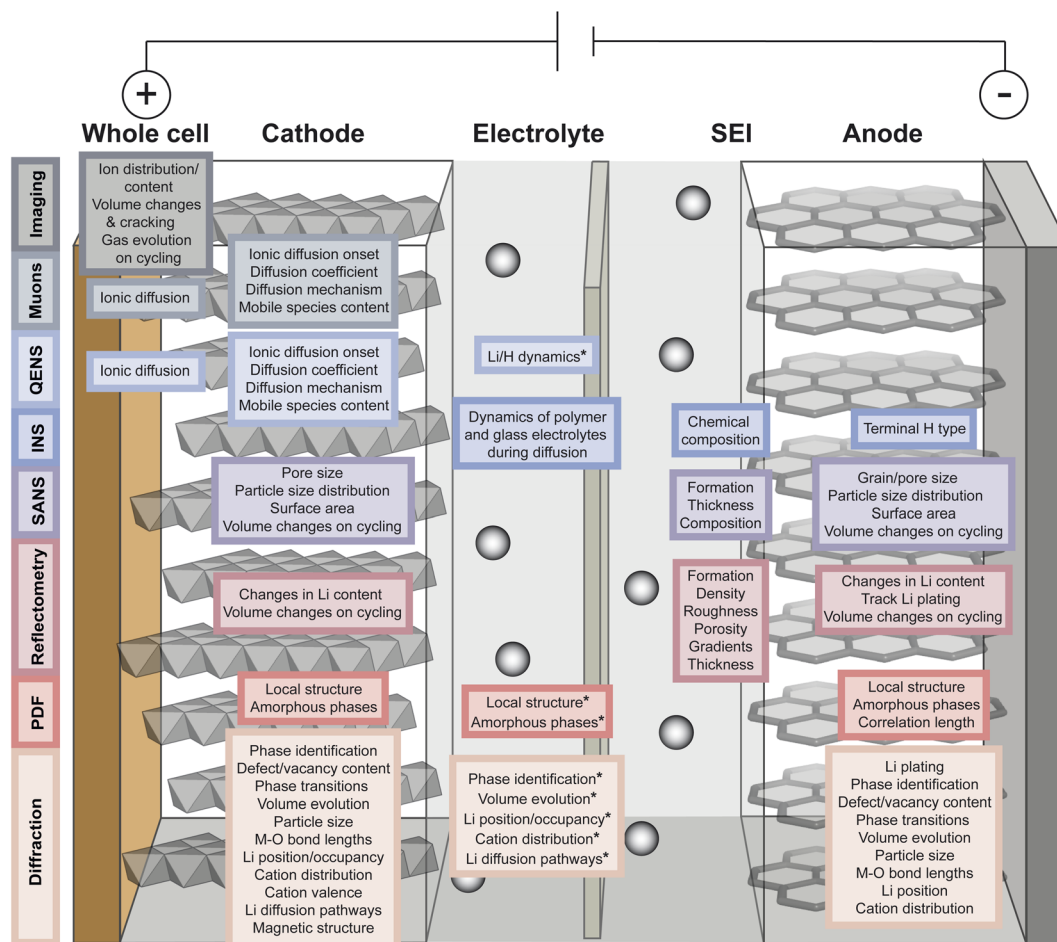 +
-
Whole cell
Cathode
Electrolyte
SEI
Anode
Imaging
Ion distribution/
content
Volume changes
& cracking
Gas evolution
on cycling
Muons
Ionic diffusion
Ionic diffusion onset
Diffusion coefficient
Diffusion mechanism
Mobile species content
QENS
Ionic diffusion
Ionic diffusion onset
Diffusion coefficient
Diffusion mechanism
Mobile species content
Li/H dynamics*
INS
Dynamics of polymer
and glass electrolytes
during diffusion
Chemical
composition
Terminal H type
SANS
Pore size
Particle size distribution
Surface area
Volume changes on cycling
Formation
Thickness
Composition
Grain/pore size
Particle size distribution
Surface area
Volume changes on cycling
Reflectometry
Changes in Li content
Volume changes on cycling
Formation
Density
Roughness
Porosity
Gradients
Thickness
Changes in Li content
Track Li plating
Volume changes on cycling
PDF
Local structure
Amorphous phases
Local structure*
Amorphous phases*
Local structure
Amorphous phases
Correlation length
Diffraction
Phase identification
Defect/vacancy content
Phase transitions
Volume evolution
Particle size
M-O bond lengths
Li position/occupancy
Cation distribution
Cation valence
Li diffusion pathways
Magnetic structure
Phase identification*
Volume evolution*
Li position/occupancy*
Cation distribution*
Li diffusion pathways*
Li plating
Phase identification
Defect/vacancy content
Phase transitions
Volume evolution
Particle size
M-O bond lengths
Li position
Cation distribution